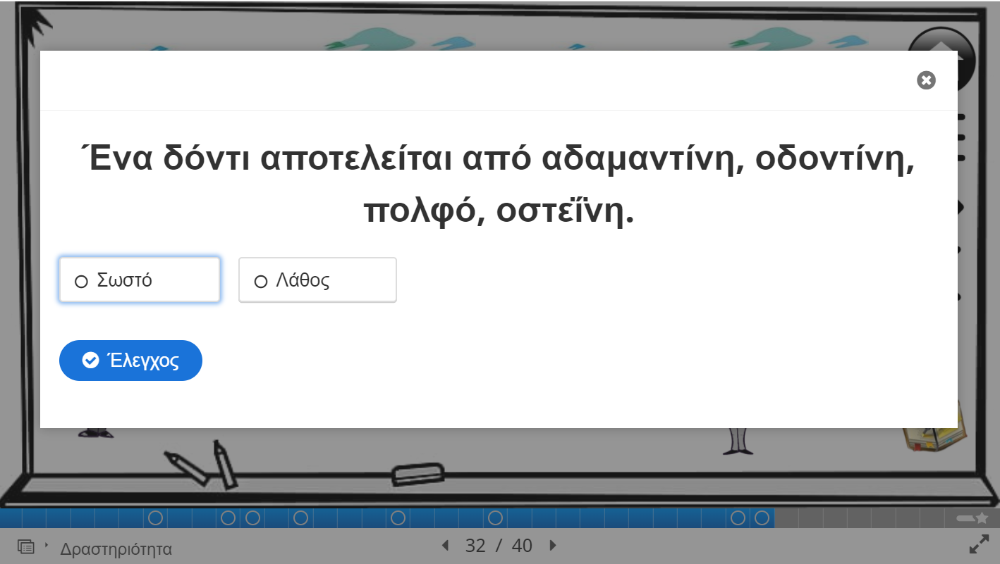 Ένα δόντι αποτελείται από αδαμαντίνη, οδοντίνη,
πολφό, οστεΐνη.
Σωστό
Λάθος
Έλεγχος
Δραστηριότητα
32 / 40